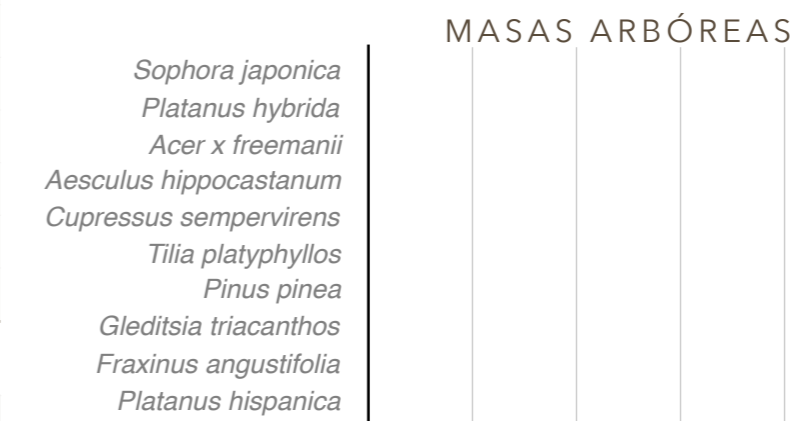 MASAS ARBÓREAS
Sophora japonica
Platanus hybrida
Acer x freemanii
Aesculus hippocastanum
Cupressus sempervirens
Tilia platyphyllos
Pinus pinea
Gleditsia triacanthos
Fraxinus angustifolia
Platanus hispanica